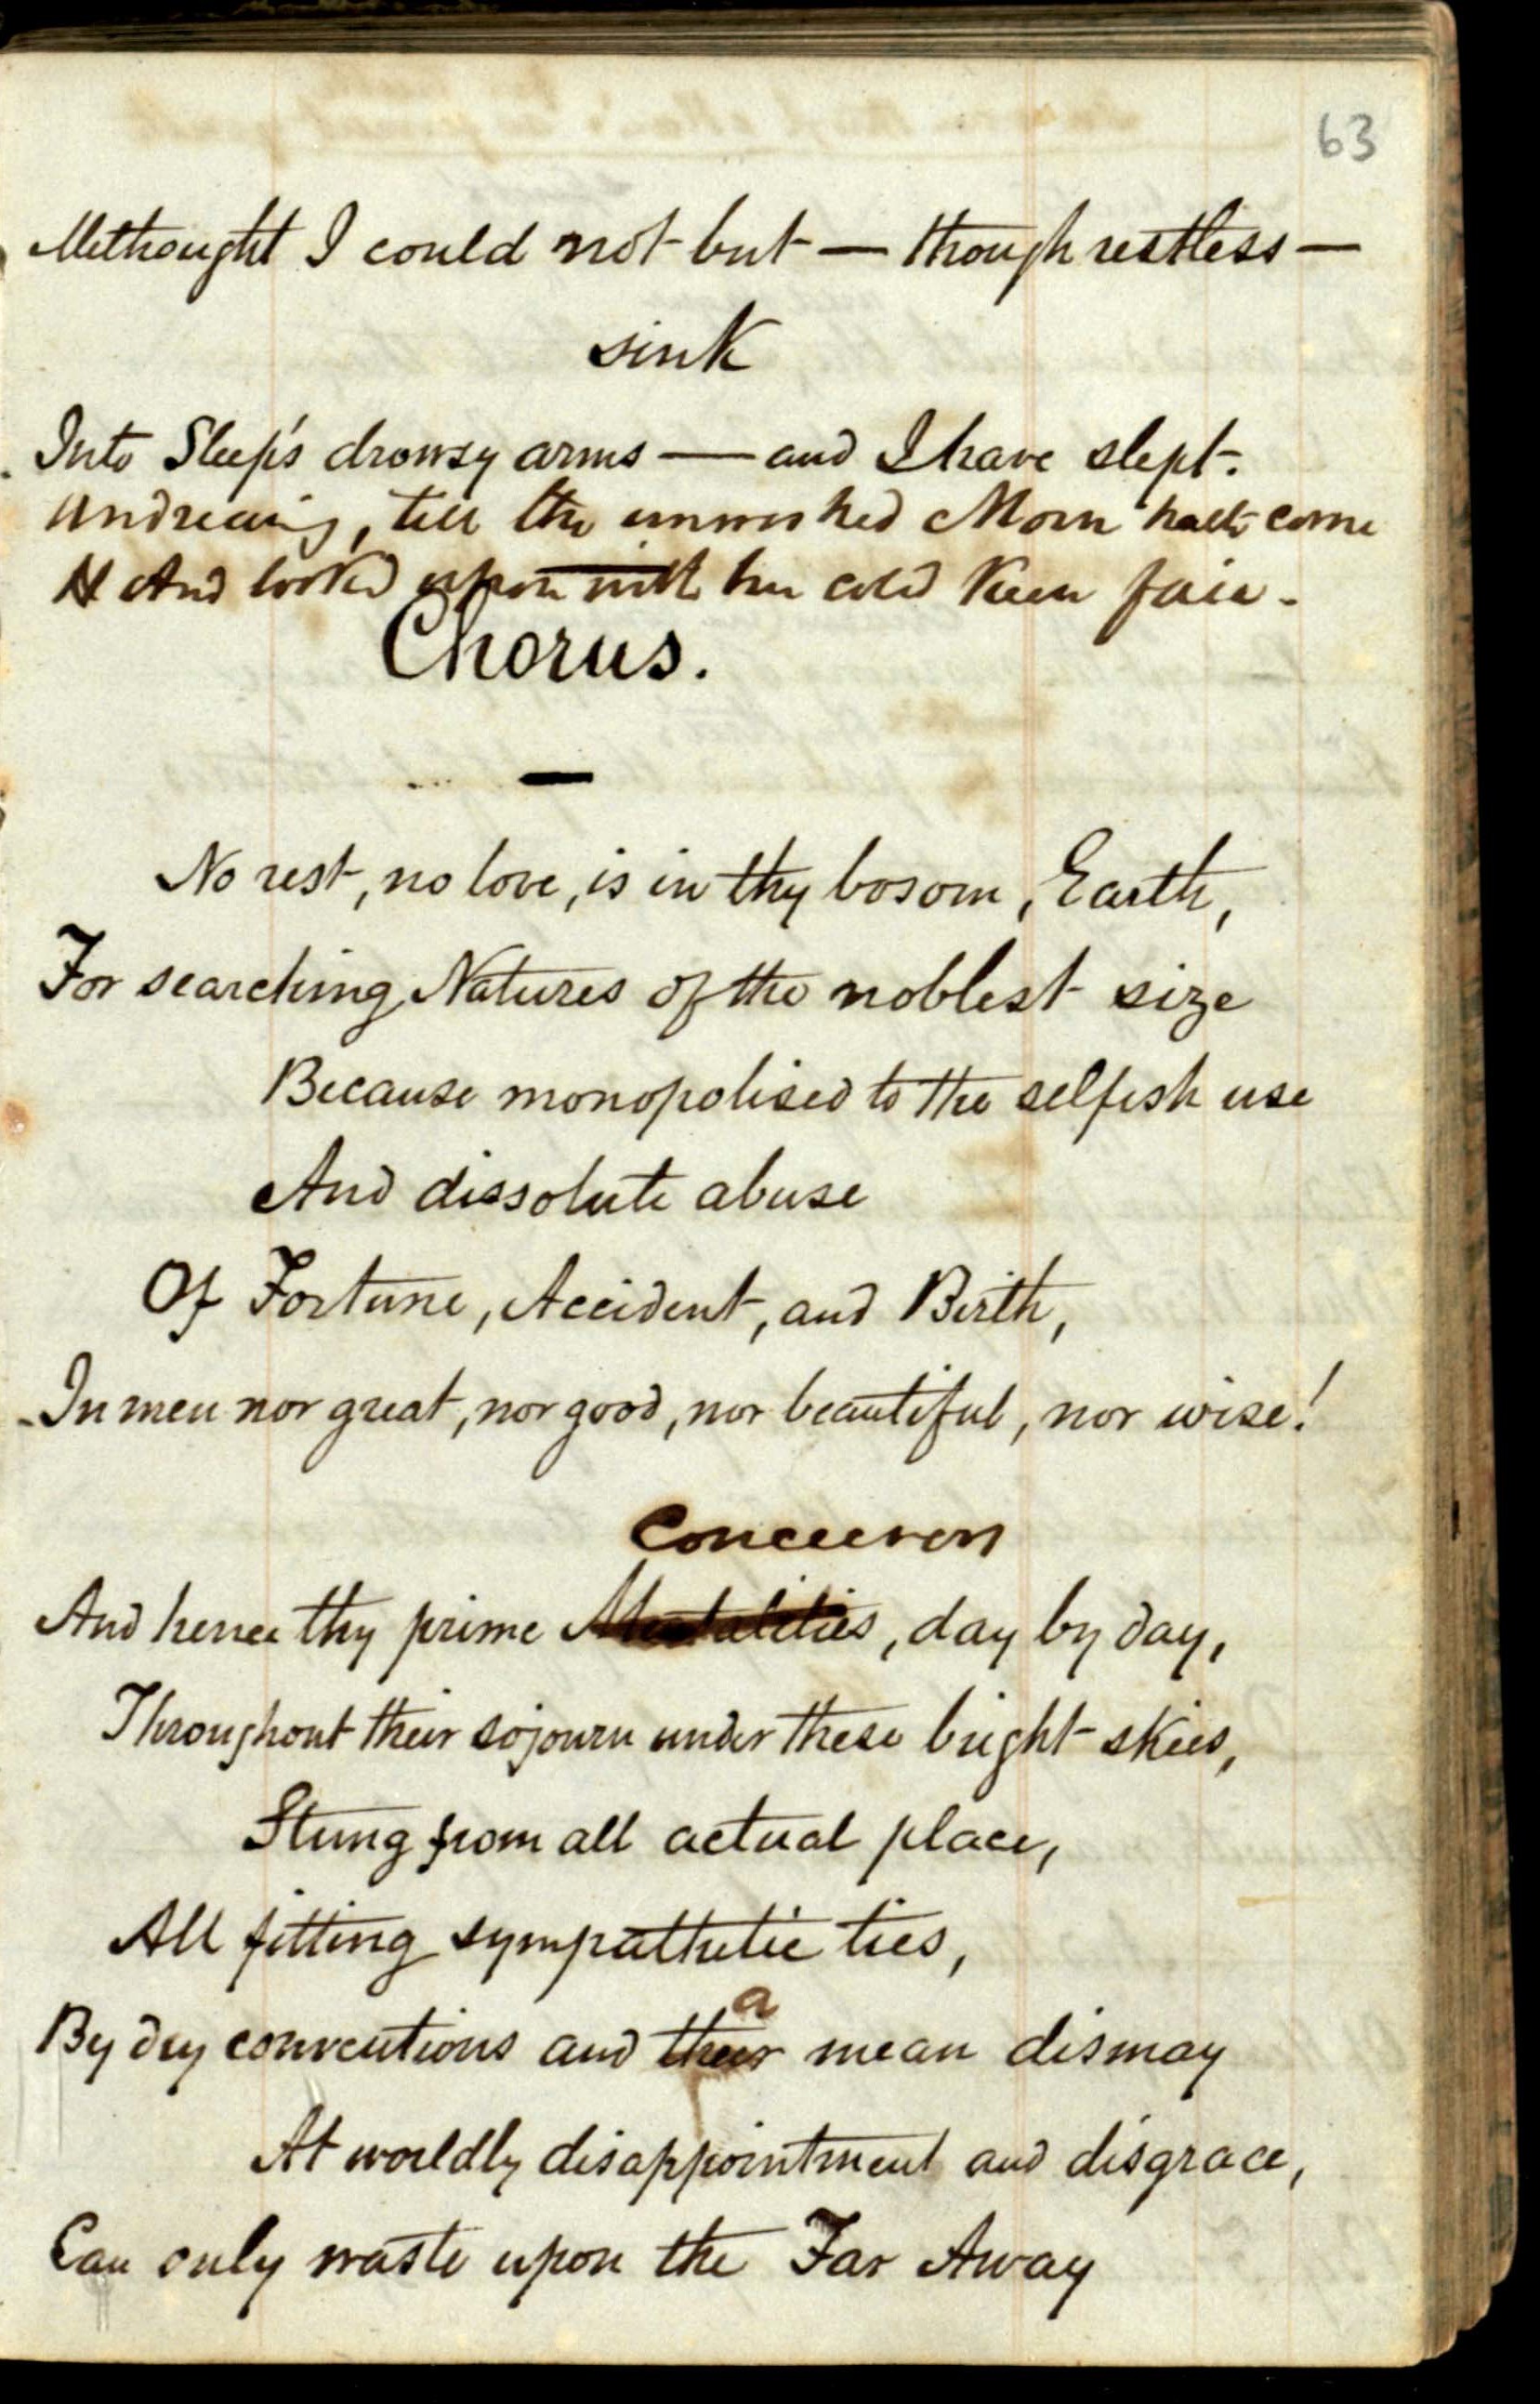 63
Methought I could not but — though restless —
sink
Into Sleep's drowsy arms — and I have slept.
till the unwished Morn hath come
And look'd upon with her cold Keen face.
Chorus.
No rest, no love, is in thy bosom, Earth,
For searching Natures of the noblest size
Because monopolised to the selfish use
And dissolute abuse
Of Fortune, Accident, and Birth,
In men nor great, nor good, nor beautiful, nor wise!
And hence thy prime Mentalities, day by day,
Throughout their sojourn under these bright skies,
Stung from all actual place,
All fitting sympathetic ties,
a
By dry conventions and their mean dismay
At worldly disappointment and disgrace,
Can only waste upon the Far Away